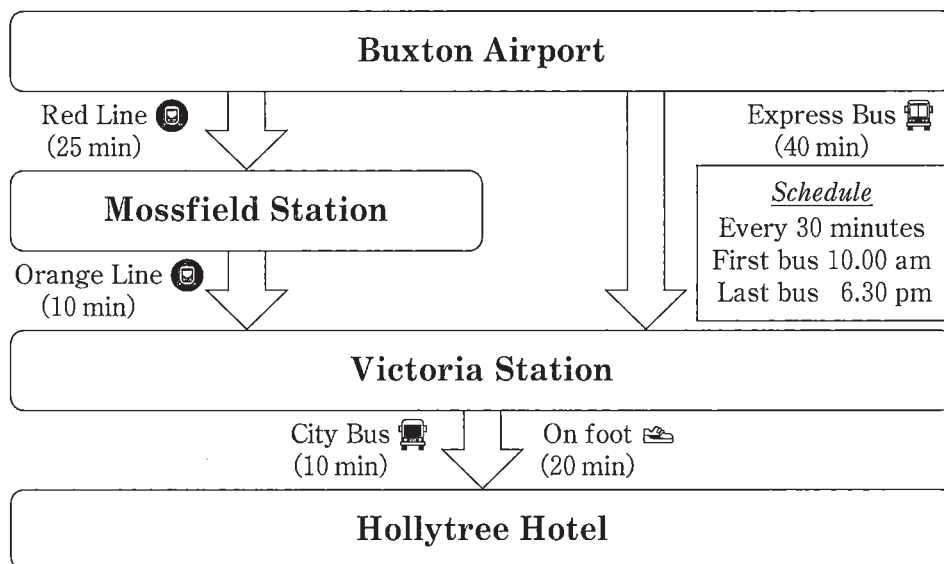 Buxton Airport
Red Line
(25 min)
Express Bus
(40 min)
Mossfield Station
Schedule
Every 30 minutes
First bus 10.00 am
Last bus 6.30 pm
Orange Line
(10 min)
Victoria Station
City Bus
(10 min)
On foot
(20 min)
Hollytree Hotel